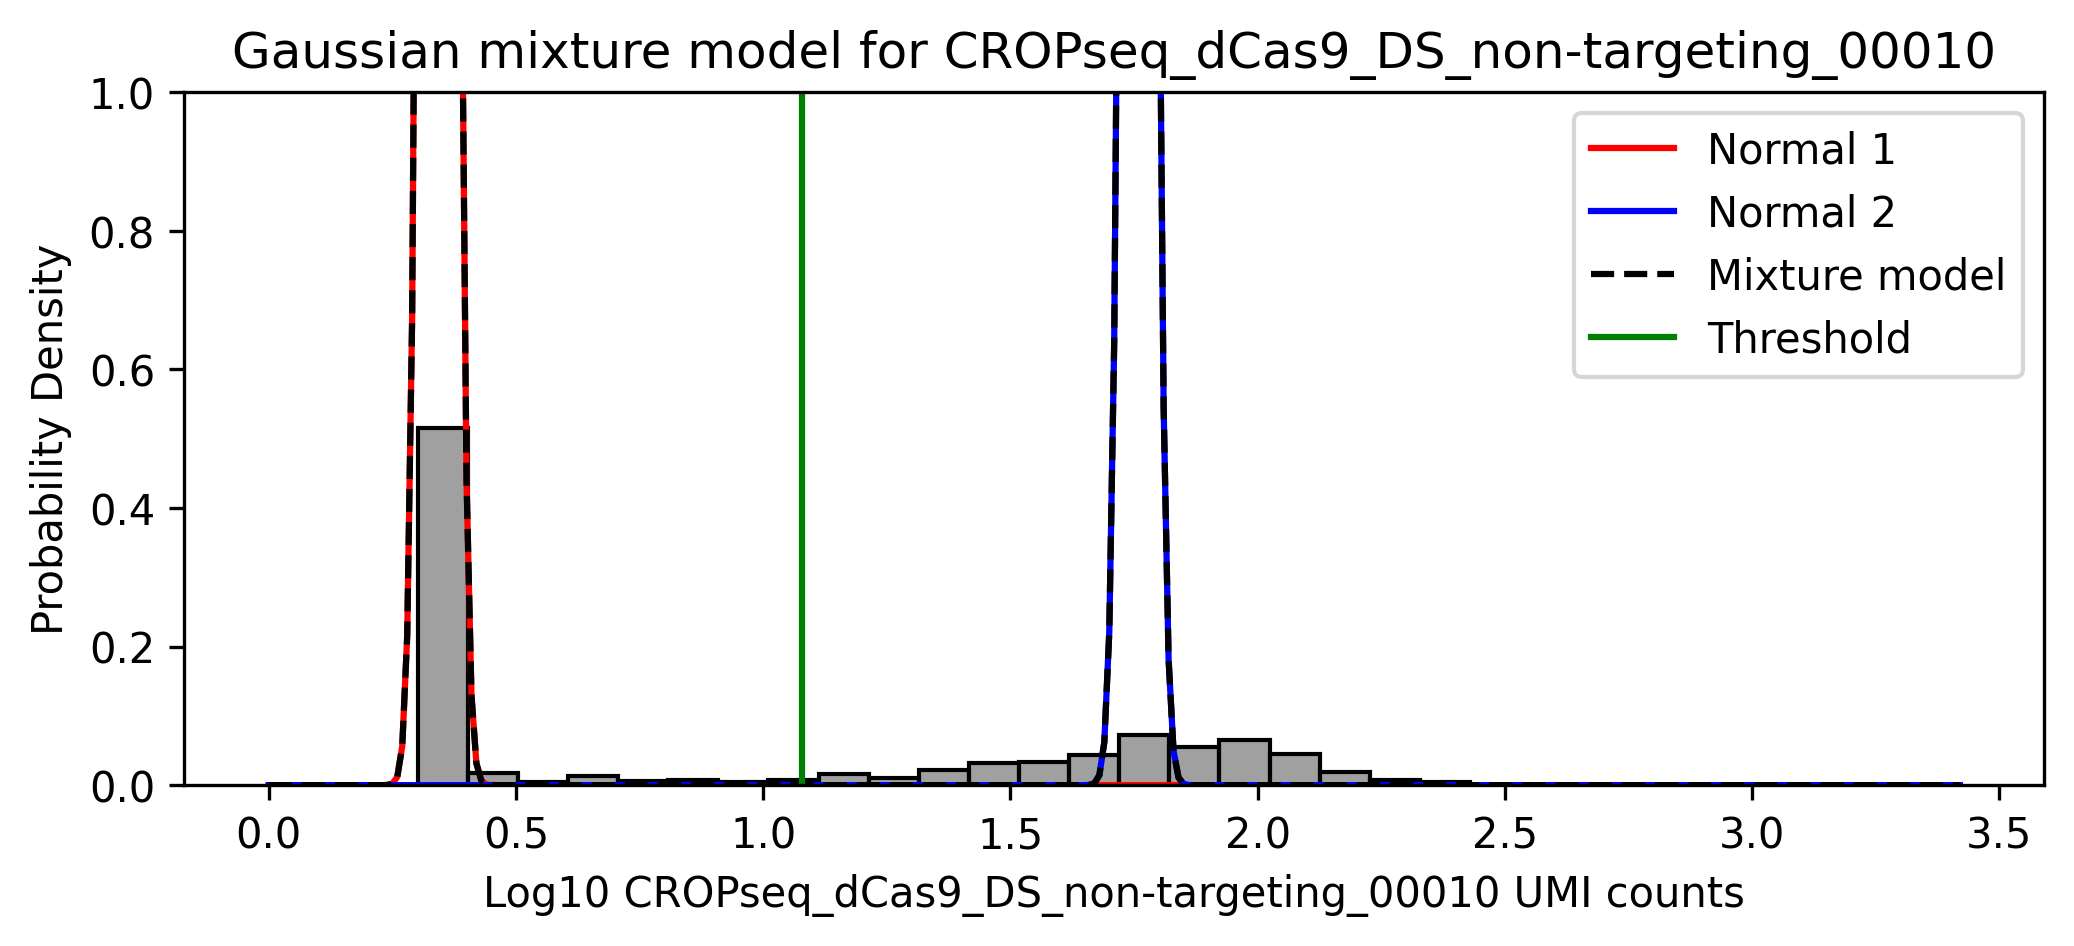 Gaussian mixture model for CROPseq_dCas9_DS_non-targeting_00010
Probability Density
1.0
0.8
0.6
0.4
0.2
0.0
Normal 1
Normal 2
Mixture model
Threshold
0.0 0.5 1.0 1.5 2.0 2.5 3.0 3.5
Log10 CROPseq_dCas9_DS_non-targeting_00010 UMI counts